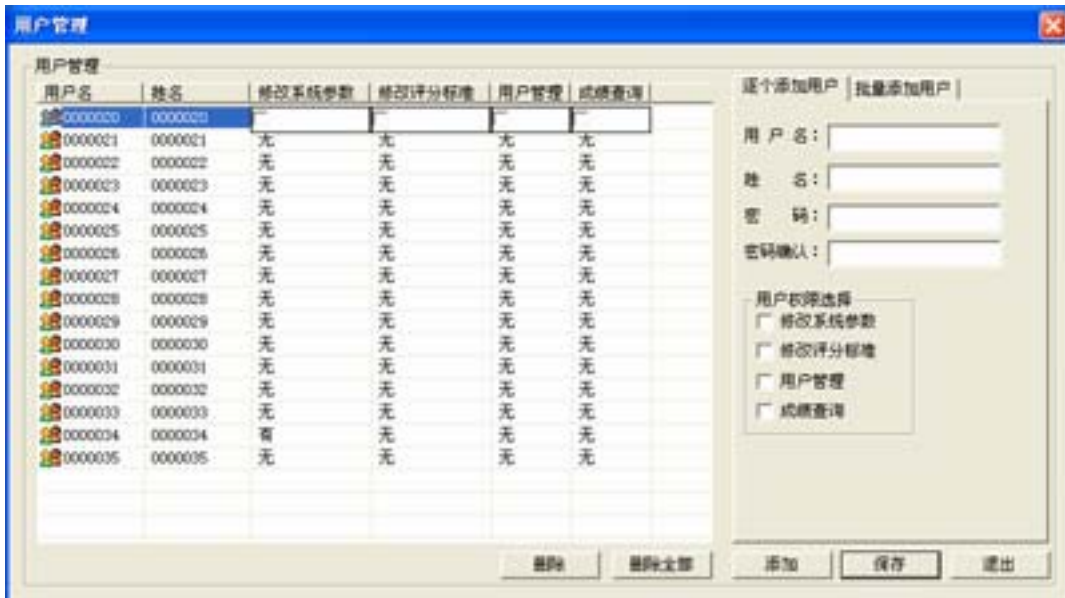 用户管理
用户管理
用户名 姓名 修改系统参数 修改评分标准 用户管理 成绩查询
0000020 0000020
0000021 0000021 无 无 无 无
0000022 0000022 无 无 无 无
0000023 0000023 无 无 无 无
0000024 0000024 无 无 无 无
0000025 0000025 无 无 无 无
0000026 0000026 无 无 无 无
0000027 0000027 无 无 无 无
0000028 0000028 无 无 无 无
0000029 0000029 无 无 无 无
0000030 0000030 无 无 无 无
0000031 0000031 无 无 无 无
0000032 0000032 无 无 无 无
0000033 0000033 无 无 无 无
0000034 0000034 有 无 无 无
0000035 0000035 无 无 无 无
删除 删除全部
逐个添加用户 批量添加用户
用户名：
姓名：
密码：
密码确认：
用户权限选择
修改系统参数
修改评分标准
用户管理
成绩查询
添加 保存 退出